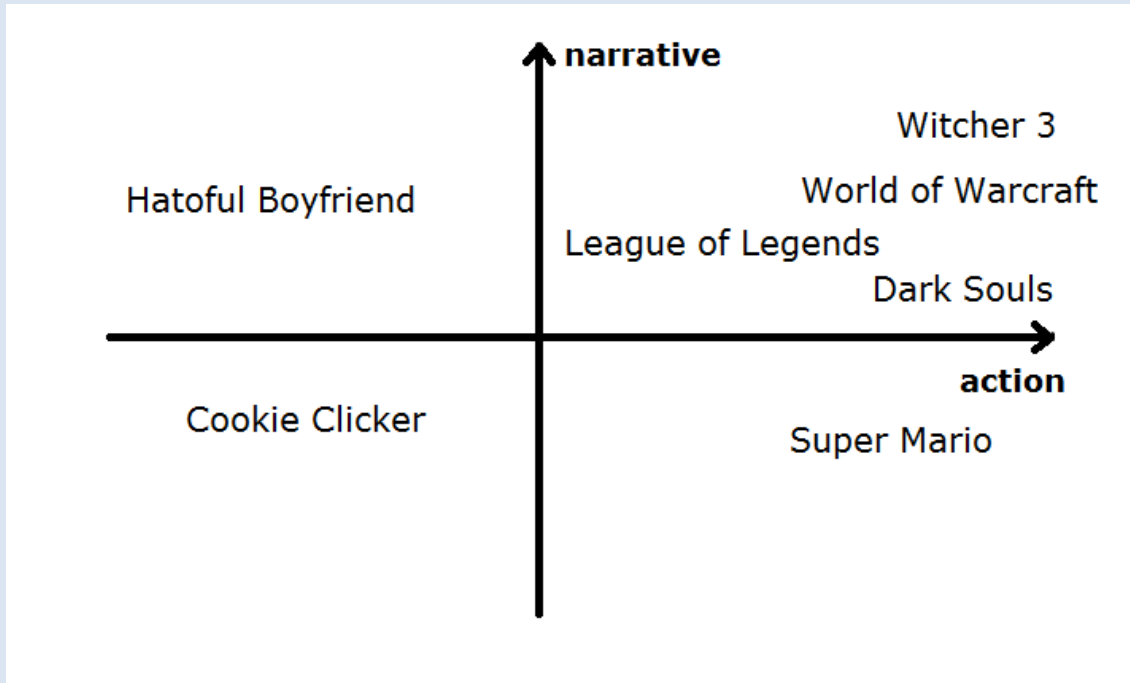 narrative
Witcher 3
World of Warcraft
Hatoful Boyfriend
League of Legends
Dark Souls
action
Cookie Clicker
Super Mario